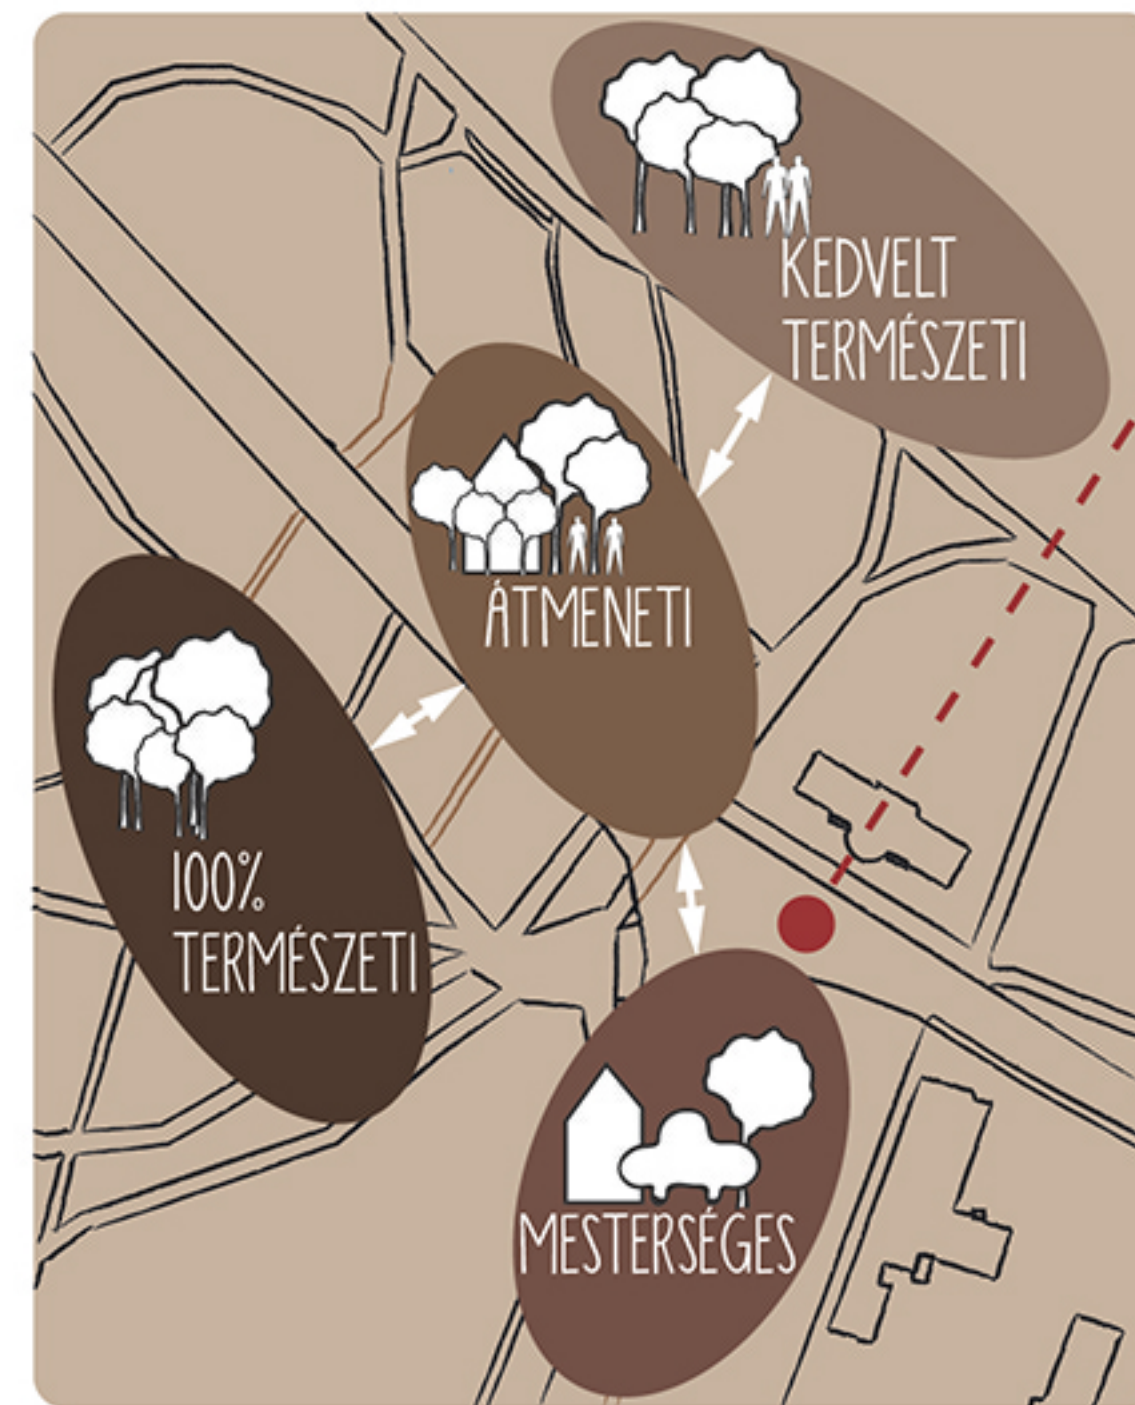 KEDVELT
TERMÉSZETI
ÁTMENETI
100%
TERMÉSZETI
MESTERSÉGES